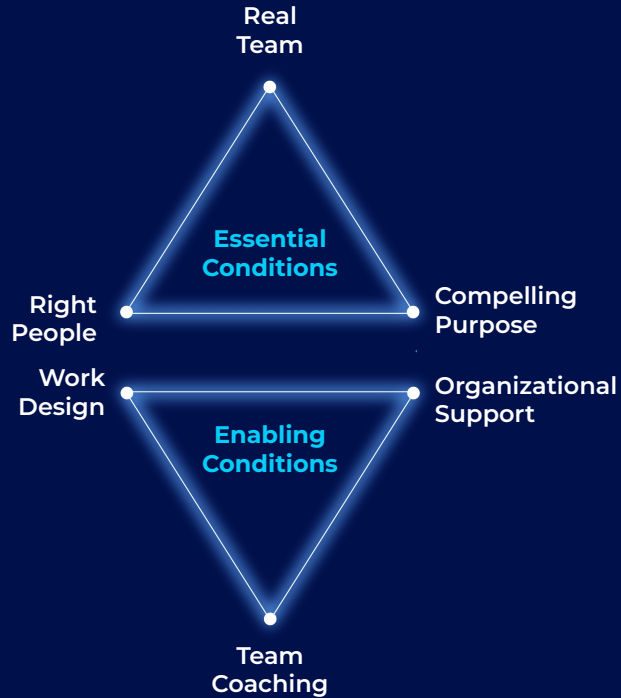 Real
Team
Essential
Conditions
Right
People
Compelling
Purpose
Work
Design
Organizational
Support
Enabling
Conditions
Team
Coaching